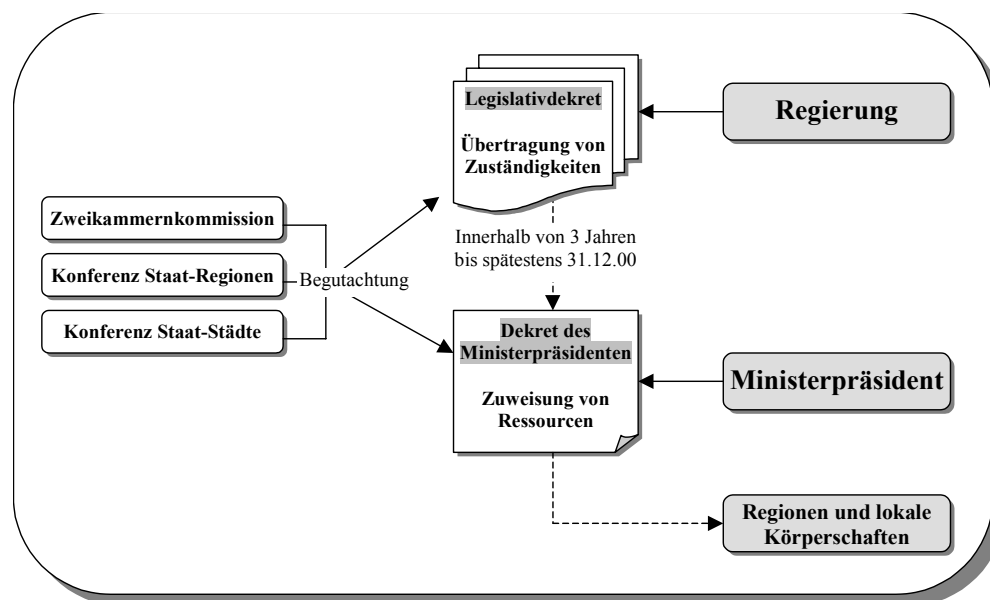 Legislativdekret
Übertragung von
Zuständigkeiten
Regierung
Zweikammernkommission
Konferenz Staat-Regionen
Konferenz Staat-Städte
Begutachtung
Innerhalb von 3 Jahren
bis spätestens 31.12.00
Dekret des
Ministerpräsidenten
Zuweisung von
Ressourcen
Ministerpräsident
Regionen und lokale
Körperschaften